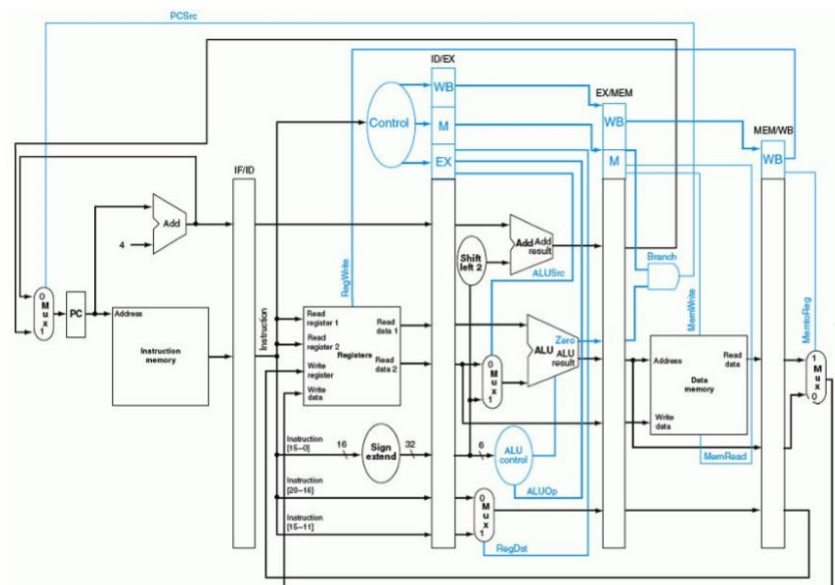 PCSrc
ID/EX
WB
EX/MEM
Control
M
WB
MEM/WB
EX
M
WB
IF/ID
Add
4
Add Add
result
Shift
left 2
ALUSrc
Branch
RegWrite
MemWrite
MemtoReg
0
M
u
x
1
PC
Address
Instruction
memory
Instruction
Read
register 1
Read
data 1
Read
register 2
Registers
Read
data 2
Write
register
Write
data
0
M
u
x
1
Zero
ALU
ALU
result
Address
Read
data
Data
memory
Write
data
1
M
u
x
0
MemRead
Instruction
[15–0]
16
Sign
extend
32
6
ALU
control
ALUOp
Instruction
[20–16]
Instruction
[15–11]
0
M
u
x
1
RegDst